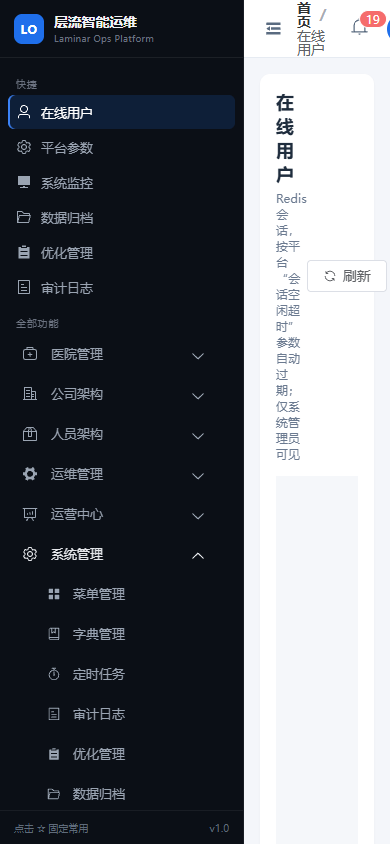 LO
层流智能运维
Laminar Ops Platform
快捷
在线用户
平台参数
系统监控
数据归档
优化管理
审计日志
全部功能
医院管理
公司架构
人员架构
运维管理
运营中心
系统管理
菜单管理
字典管理
定时任务
审计日志
优化管理
数据归档
点击 ☆ 固定常用
v1.0
首
页 /
在线
用户
19
在
线
用
户
Redis
会
话，
按平
台
“会
话空
闲超
时”
参数
自动
过
期；
仅系
统管
理员
可见
刷新